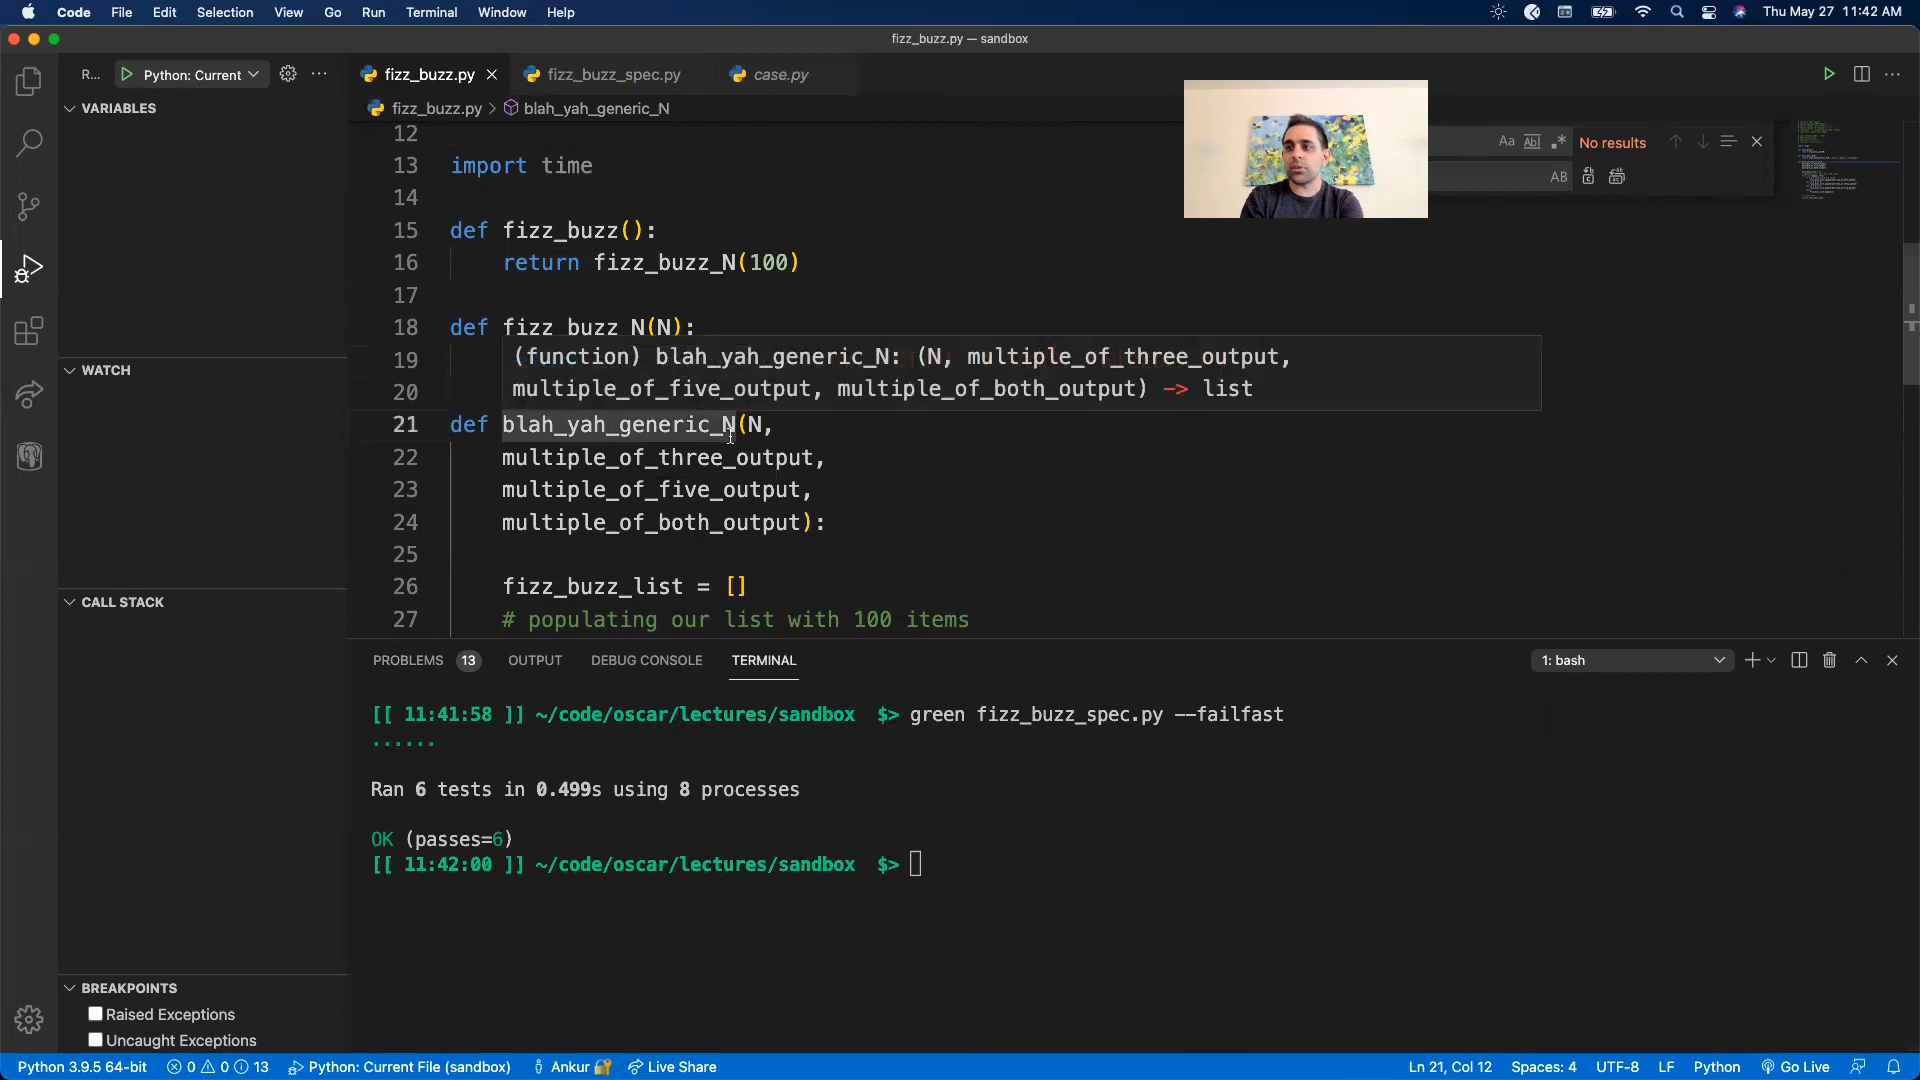 Code File Edit Selection View Go Run Terminal Window Help Thu May 27 11:42 AM
fizz_buzz.py — sandbox
R... Python: Current ···
fizz_buzz.py fizz_buzz_spec.py case.py ···
VARIABLES
fizz_buzz.py > blah_yah_generic_N
Aa Abl .* No results
AB
12
13 import time
14
15 def fizz_buzz():
16 return fizz_buzz_N(100)
17
18 def fizz_buzz_N(N):
19 (function) blah_yah_generic_N: (N, multiple_of_three_output,
20 multiple_of_five_output, multiple_of_both_output) -> list
21 def blah_yah_generic_N(N,
22 multiple_of_three_output,
23 multiple_of_five_output,
24 multiple_of_both_output):
25
26 fizz_buzz_list = []
27 # populating our list with 100 items
WATCH
CALL STACK
BREAKPOINTS
Raised Exceptions
Uncaught Exceptions
PROBLEMS 13 OUTPUT DEBUG CONSOLE TERMINAL 1: bash
[[ 11:41:58 ]] ~/code/oscar/lectures/sandbox $> green fizz_buzz_spec.py --failfast
......
Ran 6 tests in 0.499s using 8 processes
OK (passes=6)
[[ 11:42:00 ]] ~/code/oscar/lectures/sandbox $>
Python 3.9.5 64-bit 0 0 13 Python: Current File (sandbox) Ankur Live Share Ln 21, Col 12 Spaces: 4 UTF-8 LF Python Go Live